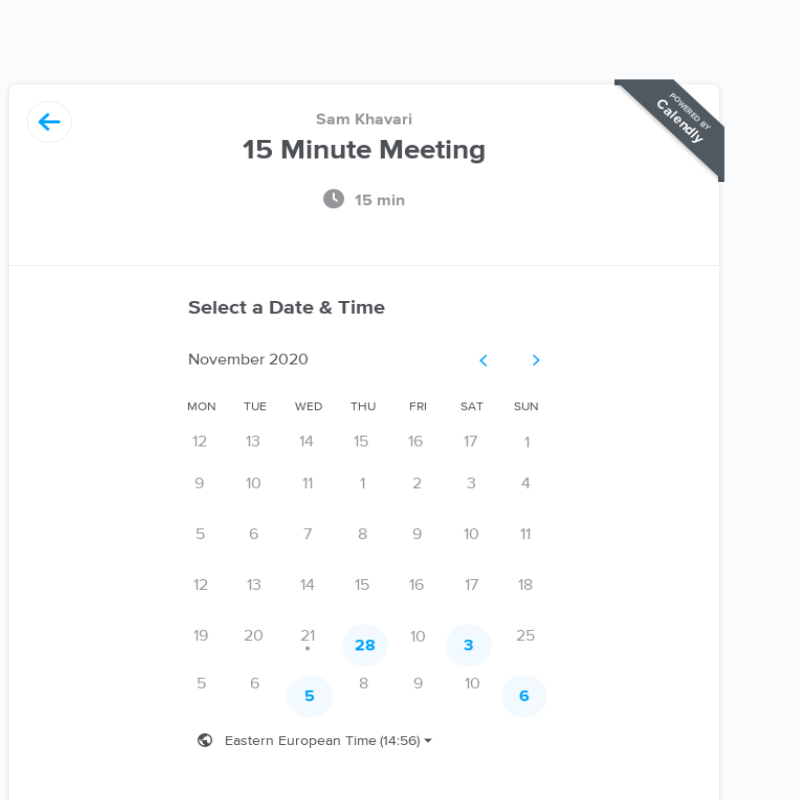 POWERED BY
Calendly
Sam Khavari
15 Minute Meeting
15 min
Select a Date & Time
November 2020
MON TUE WED THU FRI SAT SUN
12 13 14 15 16 17 1
9 10 11 1 2 3 4
5 6 7 8 9 10 11
12 13 14 15 16 17 18
19 20 21 28 10 3 25
5 6 5 8 9 10 6
Eastern European Time (14:56)